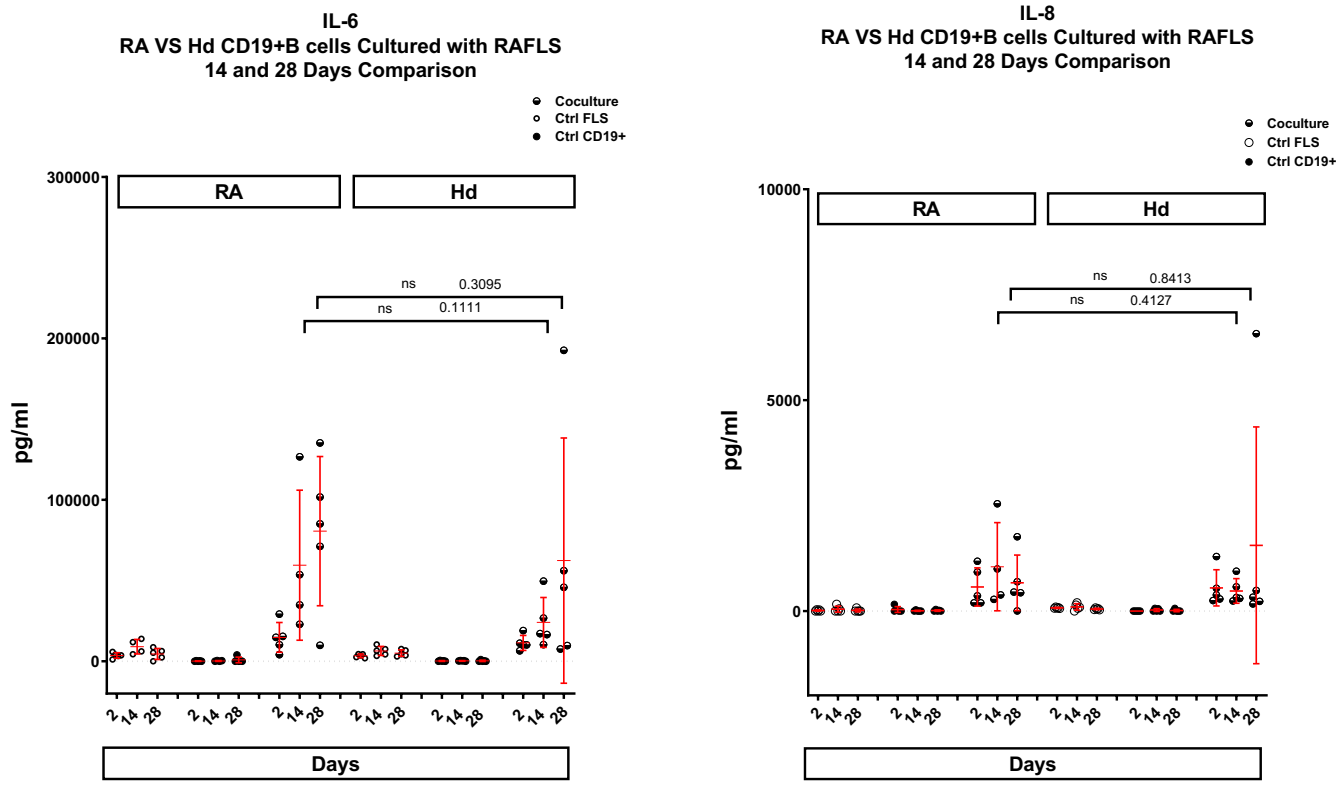 IL-6
RA VS Hd CD19+B cells Cultured with RAFLS
14 and 28 Days Comparison
Coculture
Ctrl FLS
Ctrl CD19+
300000
RA
Hd
ns 0.3095
ns 0.1111
200000
100000
0
pg/ml
2 14 28 2 14 28 2 14 28 2 14 28 2 14 28 2 14 28
Days
IL-8
RA VS Hd CD19+B cells Cultured with RAFLS
14 and 28 Days Comparison
Coculture
Ctrl FLS
Ctrl CD19+
10000
RA
Hd
ns 0.8413
ns 0.4127
5000
0
pg/ml
2 14 28 2 14 28 2 14 28 2 14 28 2 14 28 2 14 28
Days